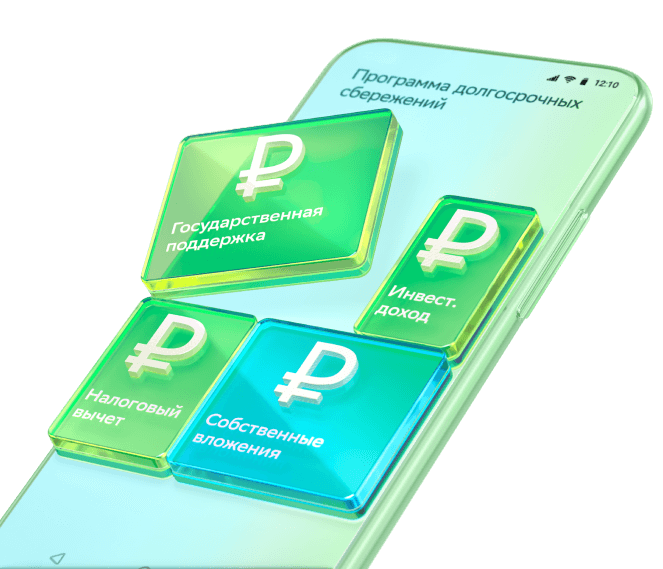 12:10
Программа долгосрочных
сбережений
₽
Государственная
поддержка
₽
Инвест.
доход
₽
Налоговый
вычет
₽
Собственные
вложения